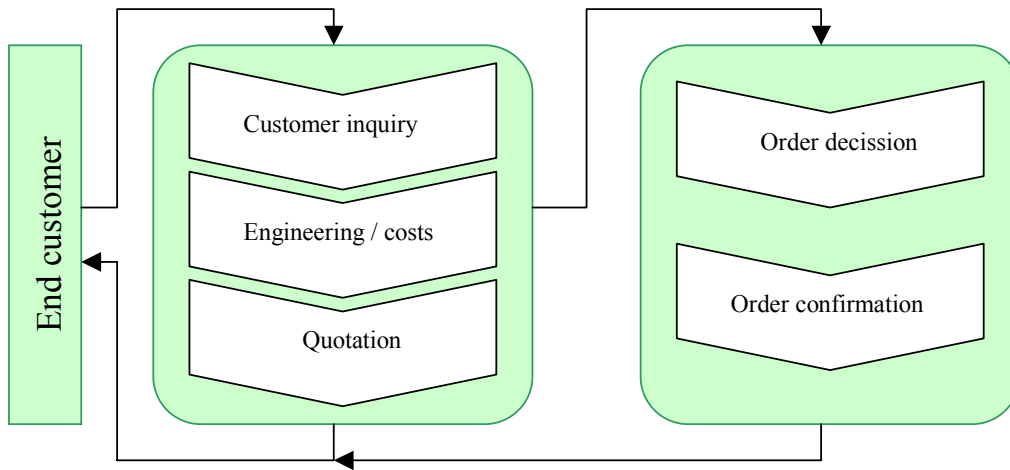 End customer
Customer inquiry
Engineering / costs
Quotation
Order decission
Order confirmation